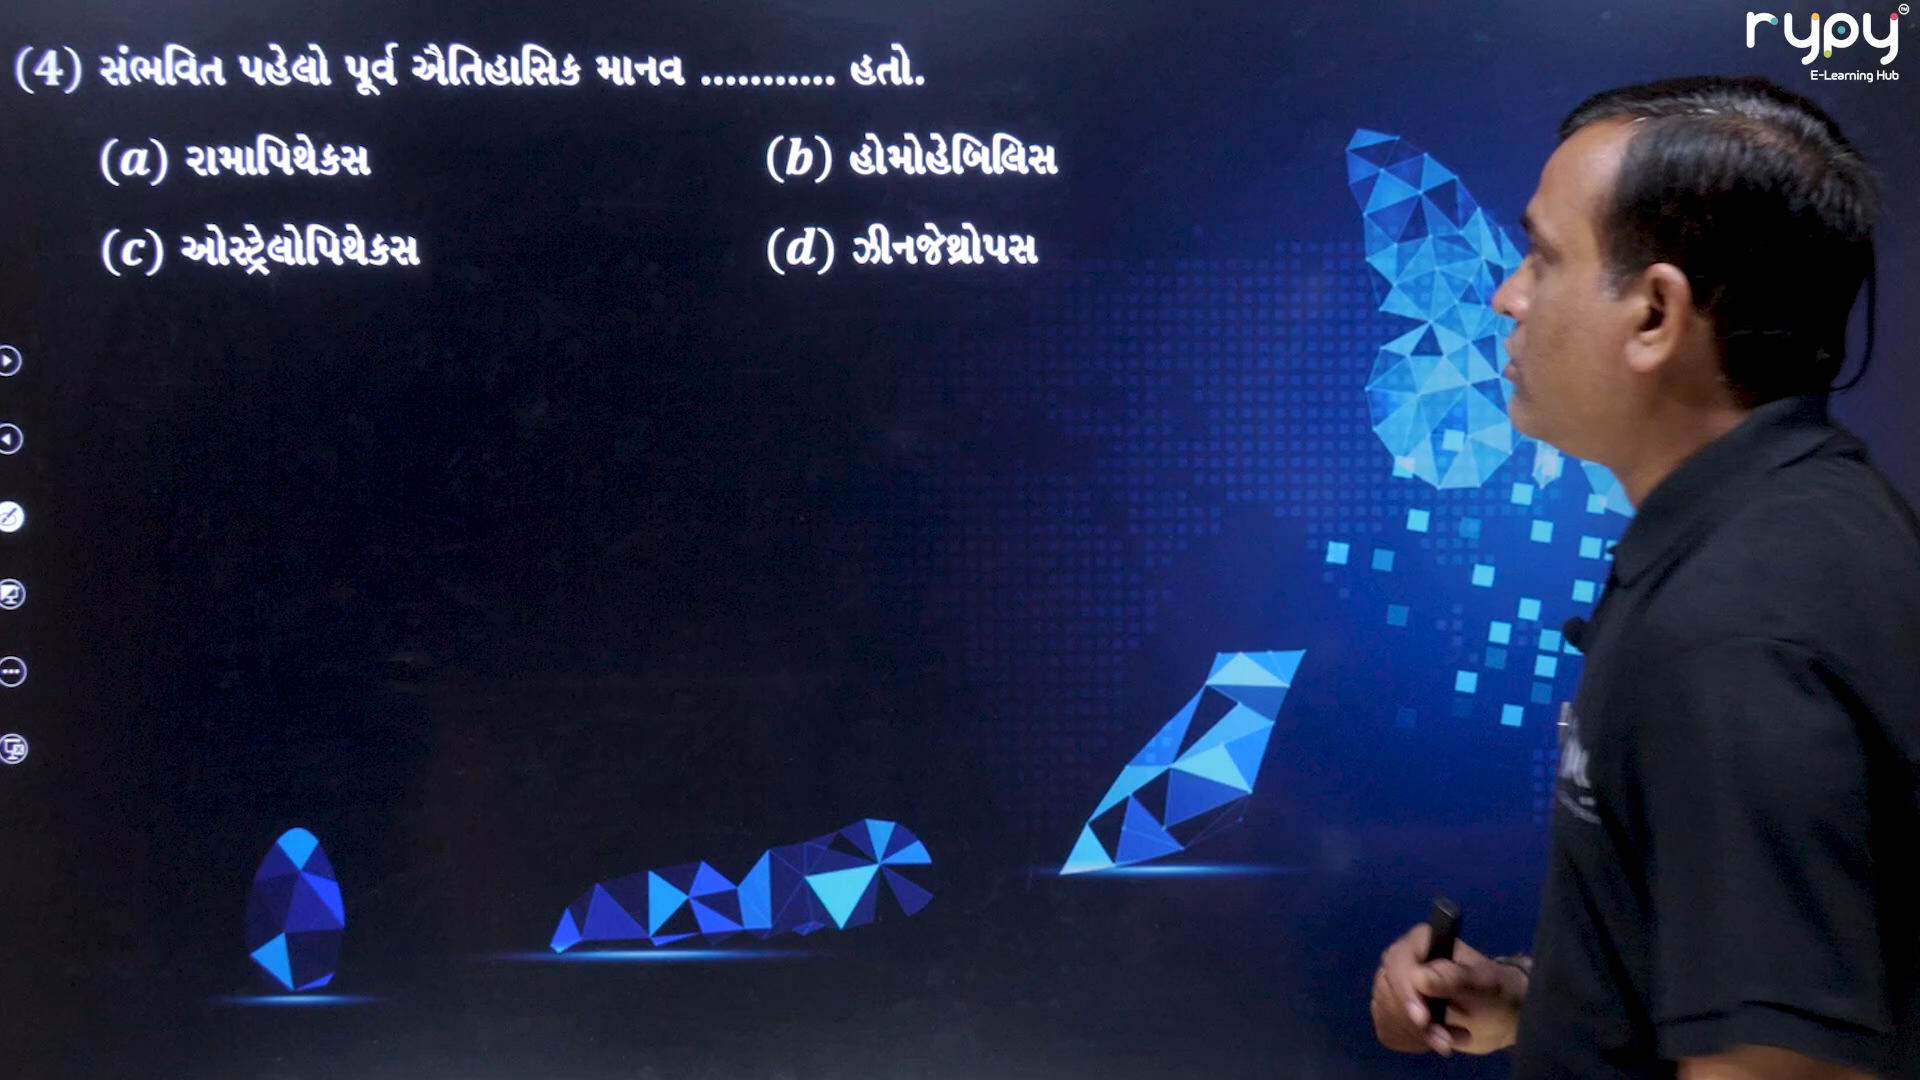 rypy
E-Learning Hub
(4) સંભવિત પહેલો પૂર્વ ઐતિહાસિક માનવ ........... હતો.
(a) રામાપિથેકસ (b) હોમોહેબિલિસ
(c) ઓસ્ટ્રેલોપિથેકસ (d) ઝીનજેથ્રોપસ